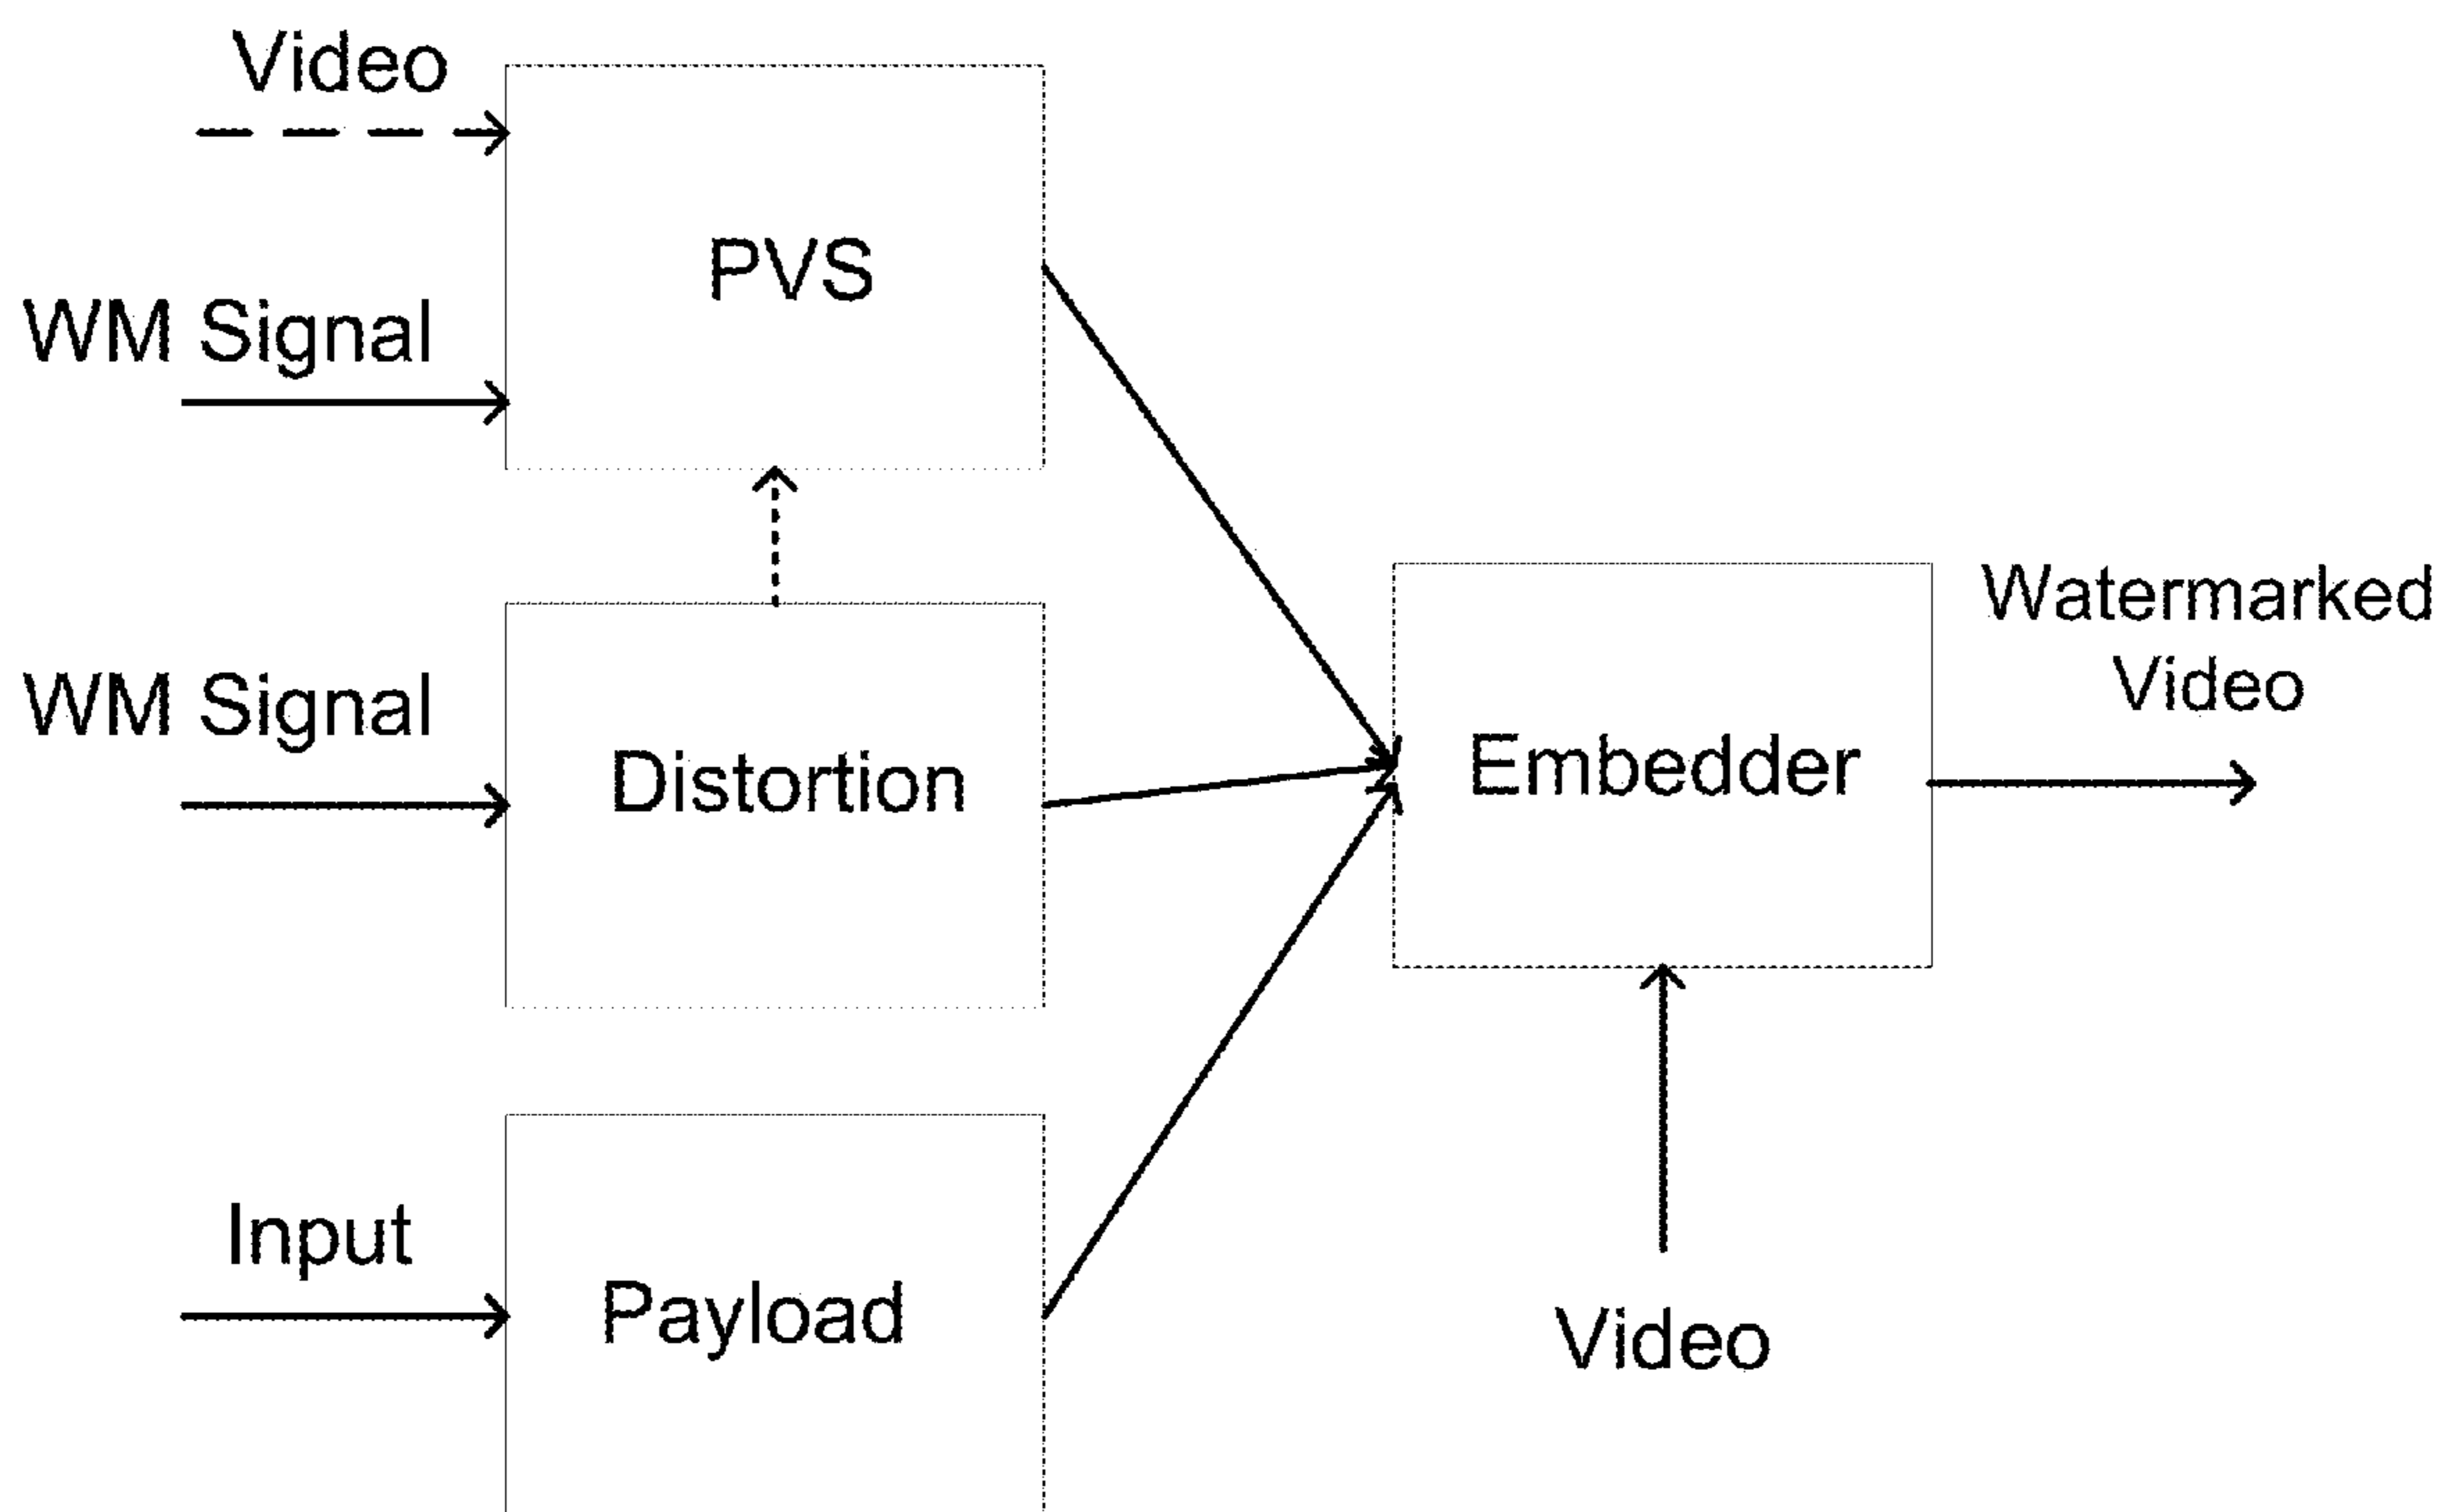 Video
PVS
WM Signal
WM Signal
Distortion
Embedder
Watermarked
Video
Input
Payload
Video